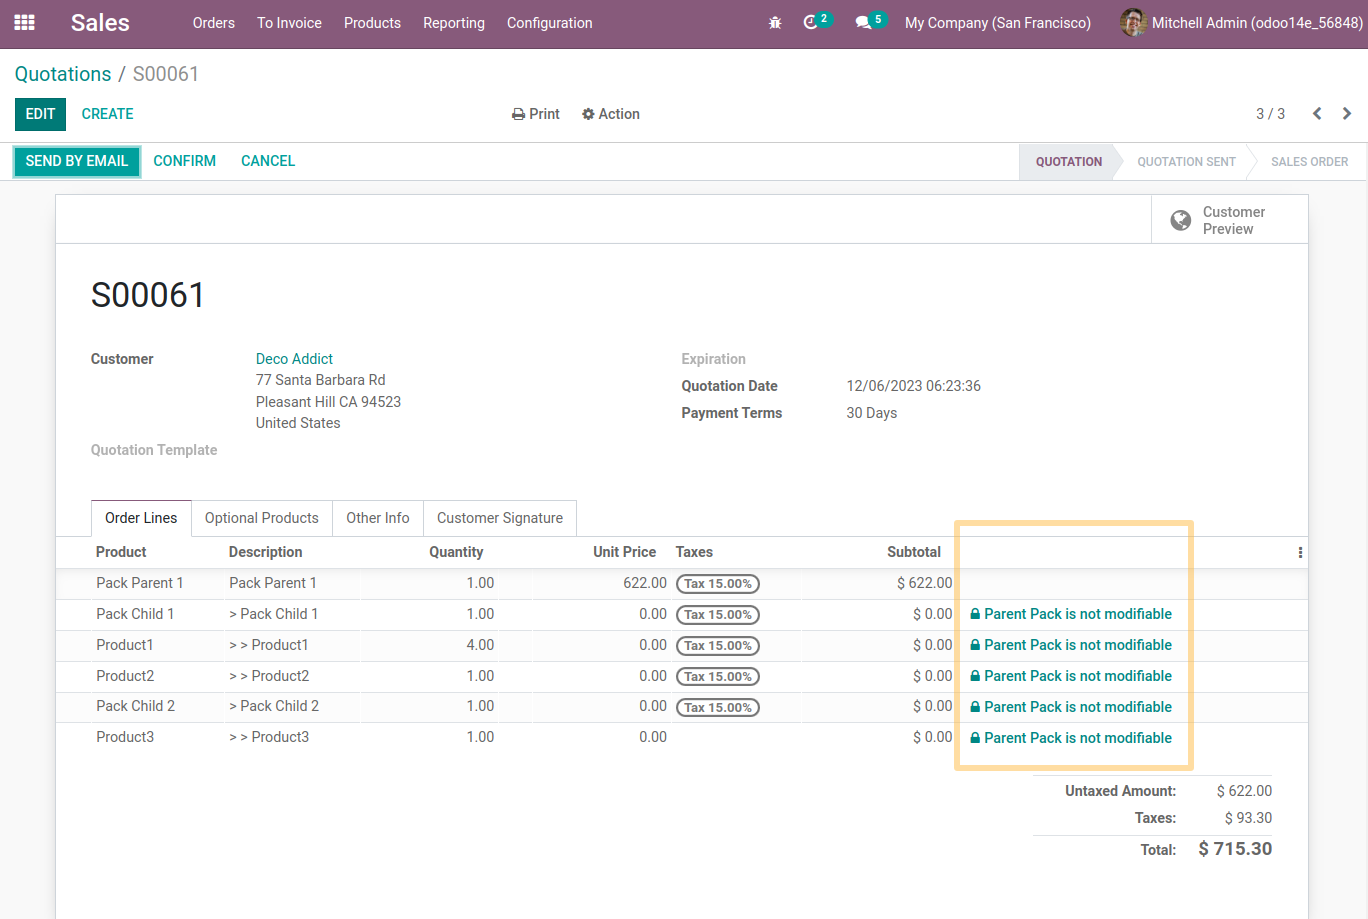 Sales Orders To Invoice Products Reporting Configuration 2 5 My Company (San Francisco) Mitchell Admin (odoo14e_56848)
Quotations / S00061
EDIT CREATE Print Action 3 / 3
SEND BY EMAIL CONFIRM CANCEL QUOTATION QUOTATION SENT SALES ORDER
Customer
Preview
S00061
Customer Deco Addict Expiration
77 Santa Barbara Rd Quotation Date 12/06/2023 06:23:36
Pleasant Hill CA 94523 Payment Terms 30 Days
United States
Quotation Template
Order Lines Optional Products Other Info Customer Signature
Product Description Quantity Unit Price Taxes Subtotal
Pack Parent 1 Pack Parent 1 1.00 622.00 Tax 15.00% $ 622.00
Pack Child 1 > Pack Child 1 1.00 0.00 Tax 15.00% $ 0.00 Parent Pack is not modifiable
Product1 > > Product1 4.00 0.00 Tax 15.00% $ 0.00 Parent Pack is not modifiable
Product2 > > Product2 1.00 0.00 Tax 15.00% $ 0.00 Parent Pack is not modifiable
Pack Child 2 > Pack Child 2 1.00 0.00 Tax 15.00% $ 0.00 Parent Pack is not modifiable
Product3 > > Product3 1.00 0.00 $ 0.00 Parent Pack is not modifiable
Untaxed Amount: $ 622.00
Taxes: $ 93.30
Total: $ 715.30